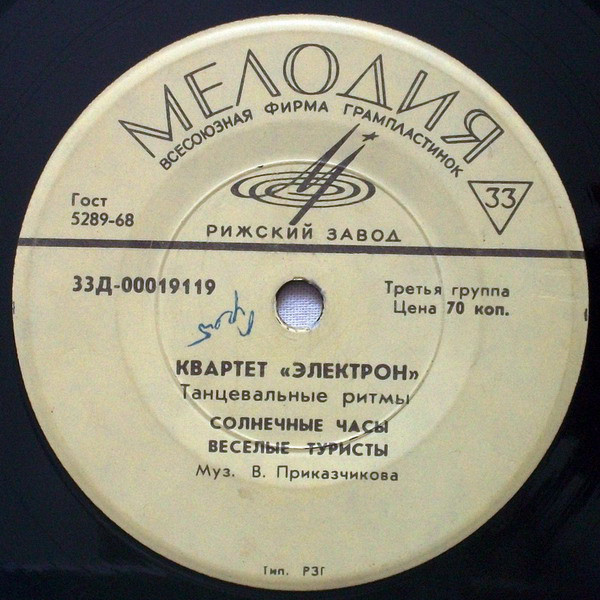 МЕЛОДИЯ
ВСЕСОЮЗНАЯ ФИРМА ГРАМПЛАСТИНОК
33
Гост
5289-68
РИЖСКИЙ ЗАВОД
33Д-00019119
Третья группа
Цена 70 коп.
КВАРТЕТ «ЭЛЕКТРОН»
Танцевальные ритмы
СОЛНЕЧНЫЕ ЧАСЫ
ВЕСЕЛЫЕ ТУРИСТЫ
Муз. В. Приказчикова
Тип. РЗГ